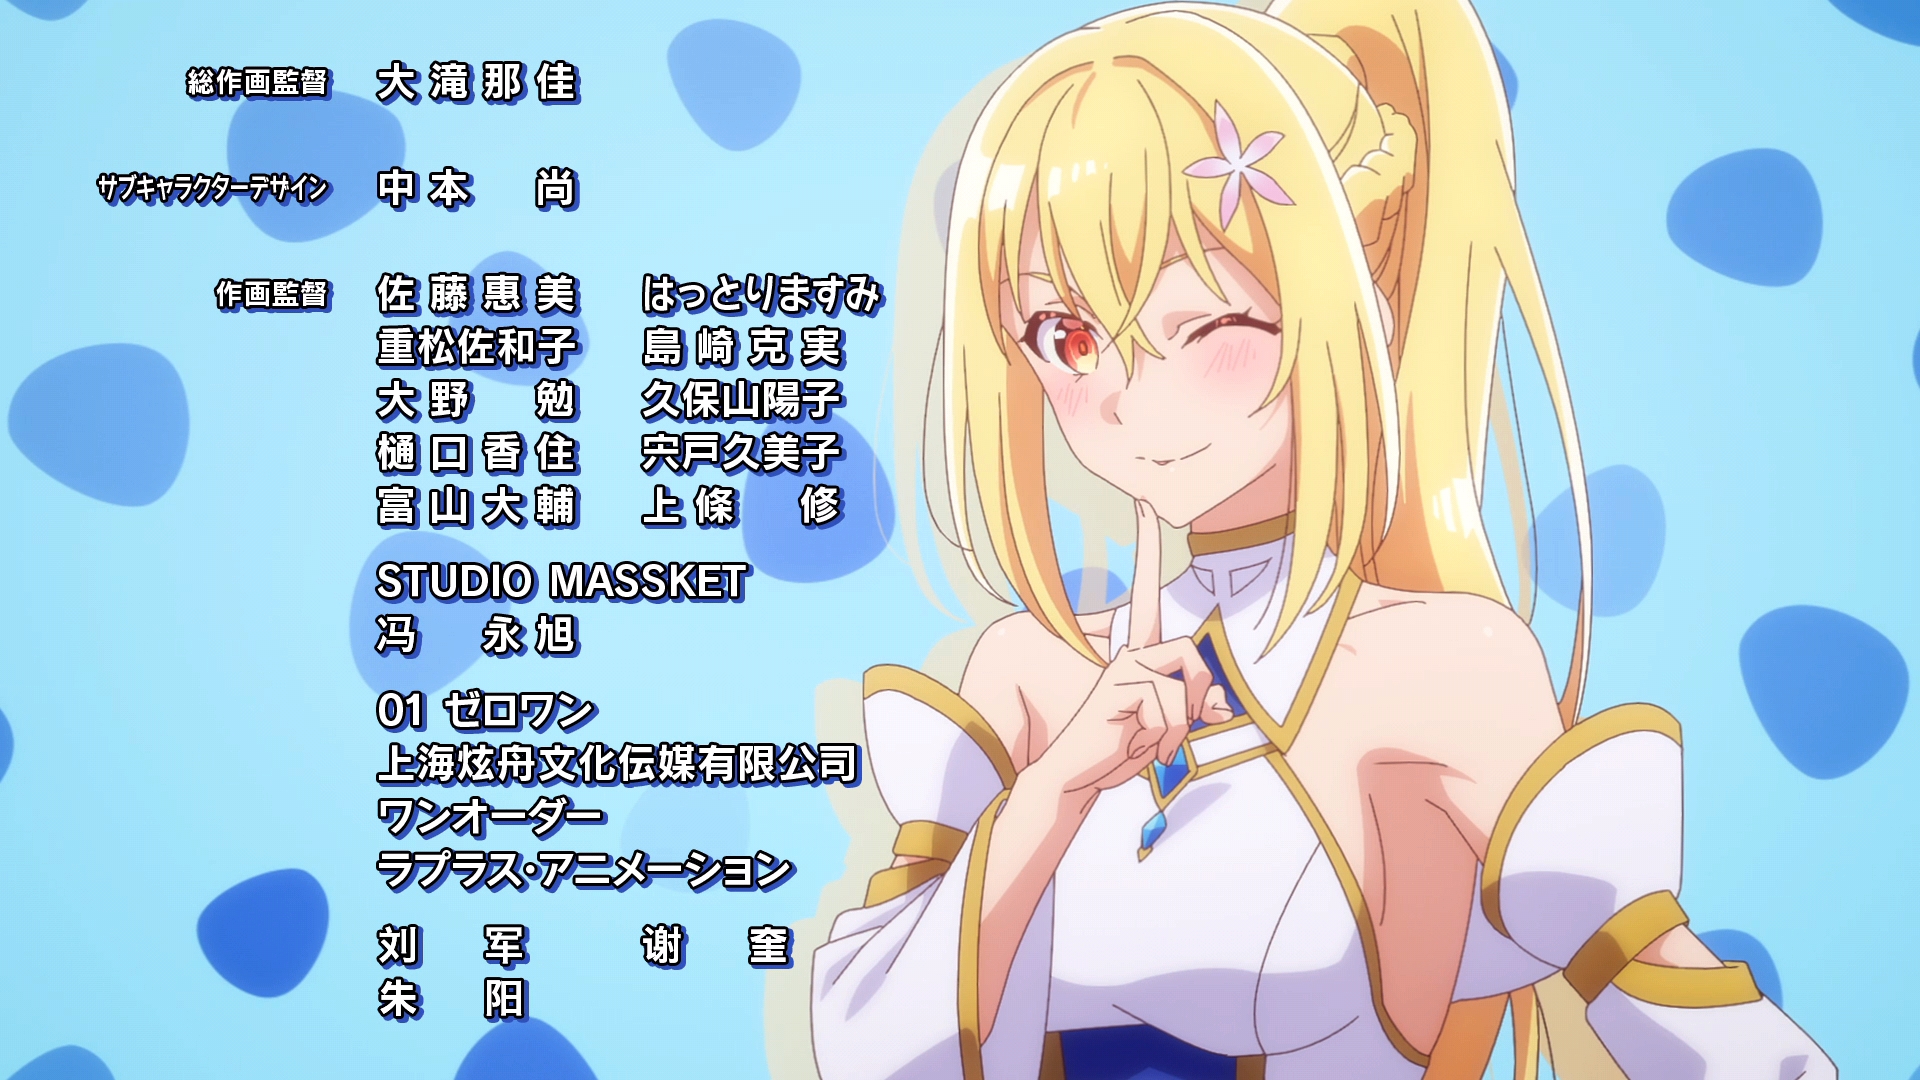 総作画監督 大滝那佳
サブキャラクターデザイン 中本 尚
作画監督 佐藤惠美 はっとりますみ
重松佐和子 島崎克実
大野 勉 久保山陽子
樋口香住 宍戸久美子
富山大輔 上條 修
STUDIO MASSKET
冯 永旭
01 ゼロワン
上海炫舟文化伝媒有限公司
ワンオーダー
ラプラス・アニメーション
刘 军 谢 奎
朱 阳